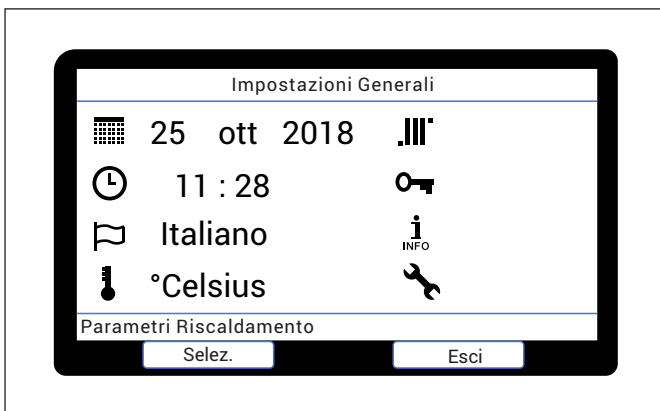 Impostazioni Generali
25 ott 2018
11 : 28
Italiano
INFO
°Celsius
Parametri Riscaldamento
Selez. Esci